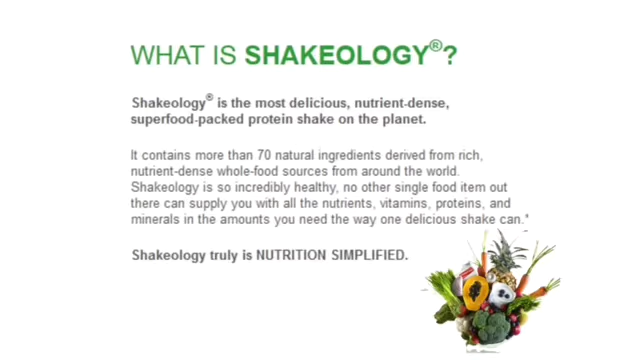 WHAT IS SHAKEOLOGY®?
Shakeology® is the most delicious, nutrient-dense,
superfood-packed protein shake on the planet.
It contains more than 70 natural ingredients derived from rich,
nutrient-dense whole-food sources from around the world.
Shakeology is so incredibly healthy, no other single food item out
there can supply you with all the nutrients, vitamins, proteins, and
minerals in the amounts you need the way one delicious shake can.*
Shakeology truly is NUTRITION SIMPLIFIED.